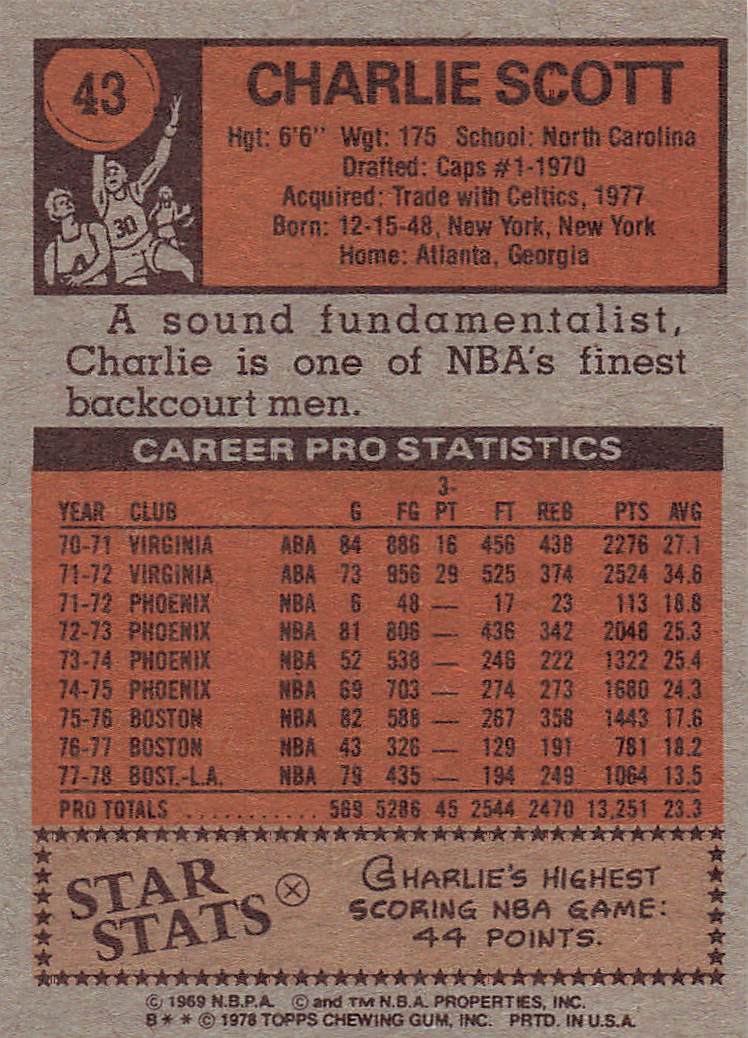 43
CHARLIE SCOTT
Hgt: 6'6" Wgt: 175 School: North Carolina
Drafted: Caps #1-1970
Acquired: Trade with Celtics, 1977
Born: 12-15-48, New York, New York
Home: Atlanta, Georgia
30
A sound fundamentalist,
Charlie is one of NBA's finest
backcourt men.
CAREER PRO STATISTICS
YEAR CLUB G FG 3-PT FT REB PTS AVG
70-71 VIRGINIA ABA 84 886 16 456 438 2276 27.1
71-72 VIRGINIA ABA 73 956 29 525 374 2524 34.6
71-72 PHOENIX NBA 6 48 — 17 23 113 18.8
72-73 PHOENIX NBA 81 806 — 436 342 2048 25.3
73-74 PHOENIX NBA 52 538 — 246 222 1322 25.4
74-75 PHOENIX NBA 69 703 — 274 273 1680 24.3
75-76 BOSTON NBA 82 588 — 267 358 1443 17.6
76-77 BOSTON NBA 43 326 — 129 191 781 18.2
77-78 BOST.-L.A. NBA 79 435 — 194 249 1064 13.5
PRO TOTALS ........... 569 5286 45 2544 2470 13,251 23.3
STAR
STATS
CHARLIE'S HIGHEST
SCORING NBA GAME:
44 POINTS.
© 1969 N.B.P.A. © and TM N.B.A. PROPERTIES, INC.
B * * © 1978 TOPPS CHEWING GUM, INC. PRTD. IN U.S.A.